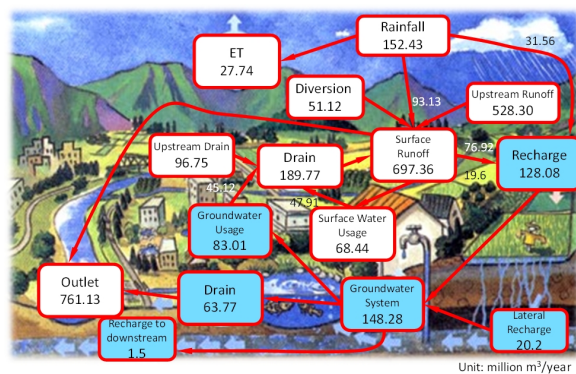 Rainfall
152.43
31.56
ET
27.74
Diversion
51.12
93.13
Upstream Runoff
528.30
Upstream Drain
96.75
Drain
189.77
Surface
Runoff
697.36
76.92
Recharge
128.08
19.6
45.12
47.91
Groundwater
Usage
83.01
Surface Water
Usage
68.44
Outlet
761.13
Drain
63.77
Groundwater
System
148.28
Lateral
Recharge
20.2
Recharge to
downstream
1.5
Unit: million m³/year